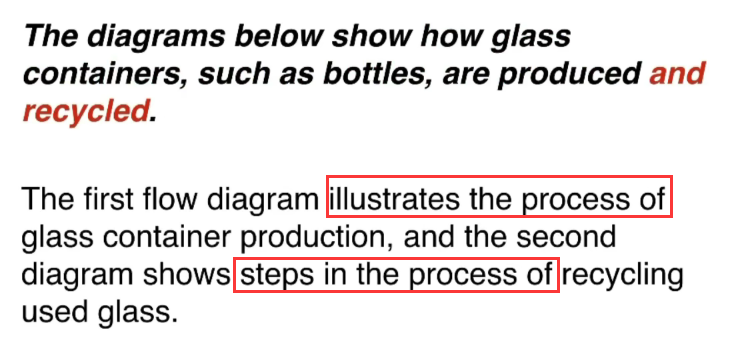 The diagrams below show how glass
containers, such as bottles, are produced and
recycled.
The first flow diagram illustrates the process of
glass container production, and the second
diagram shows steps in the process of recycling
used glass.